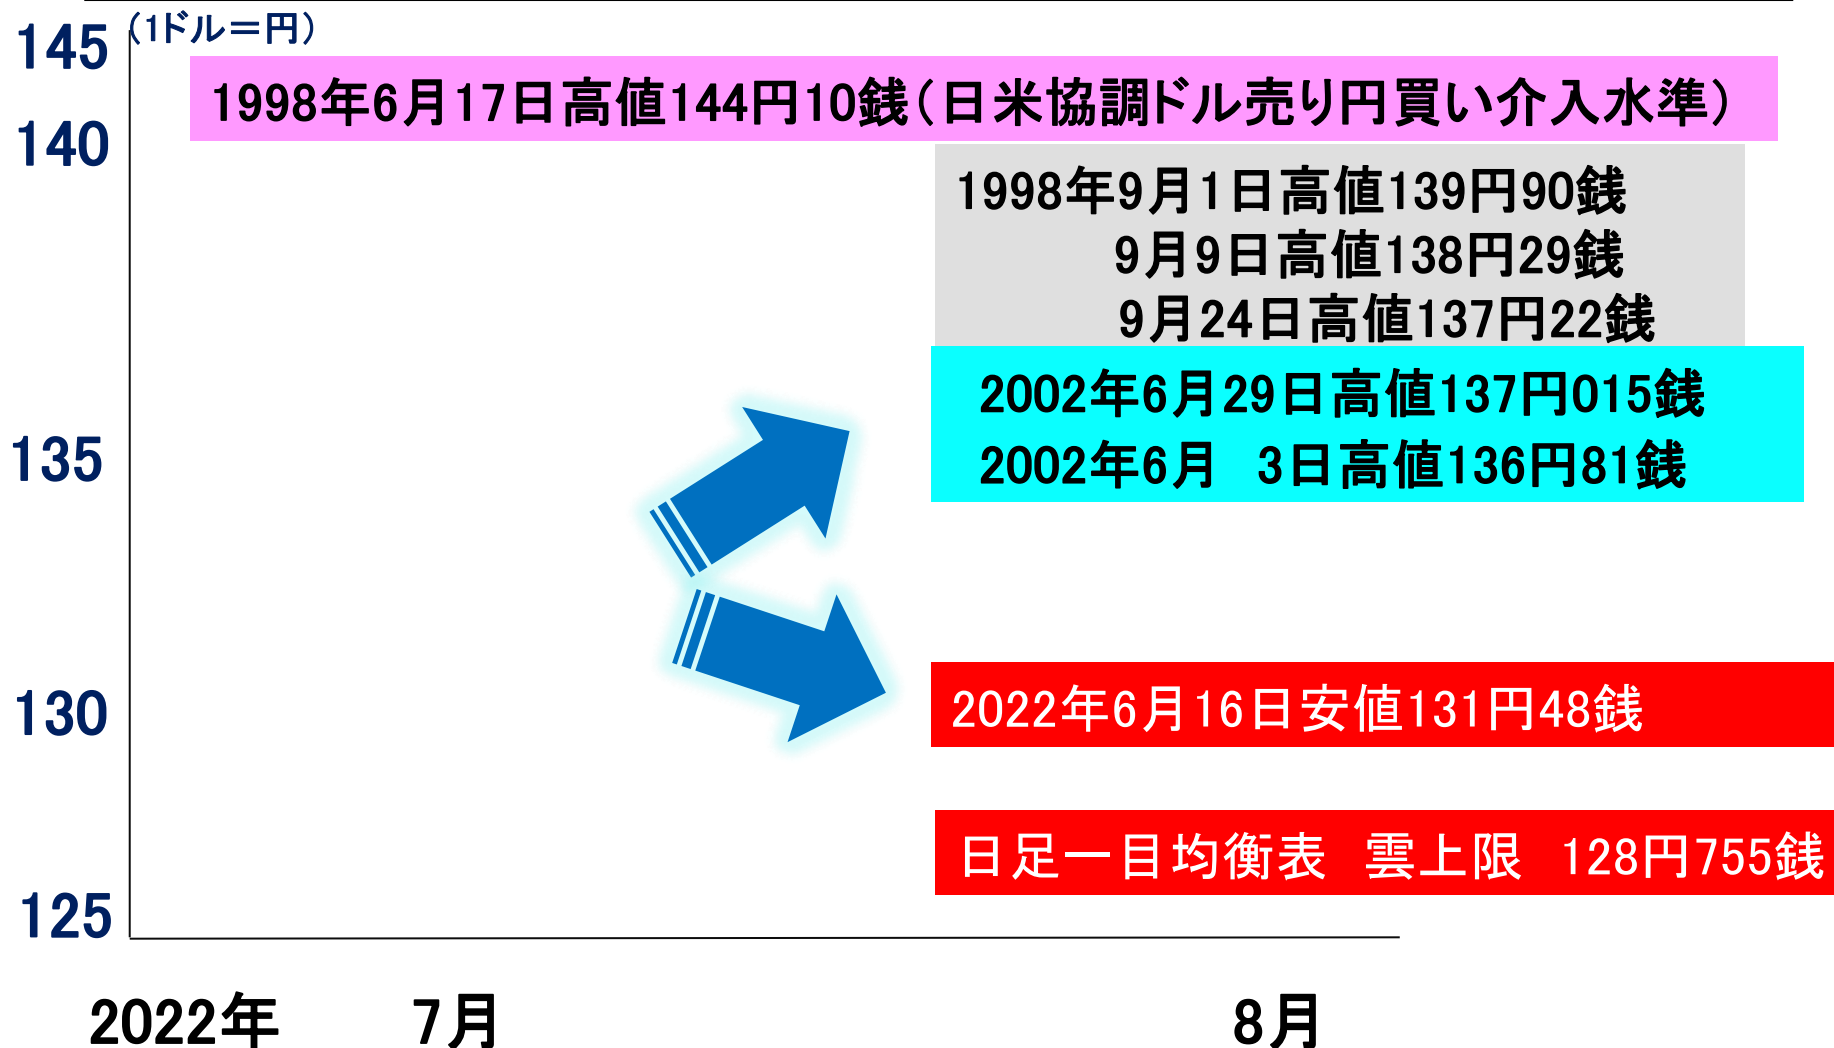 (1ドル=円)
145
1998年6月17日高値144円10銭(日米協調ドル売り円買い介入水準)
140
1998年9月1日高値139円90銭
9月9日高値138円29銭
9月24日高値137円22銭
2002年6月29日高値137円015銭
135
2002年6月　3日高値136円81銭
130
2022年6月16日安値131円48銭
日足一目均衡表　雲上限　128円755銭
125
2022年　7月　8月